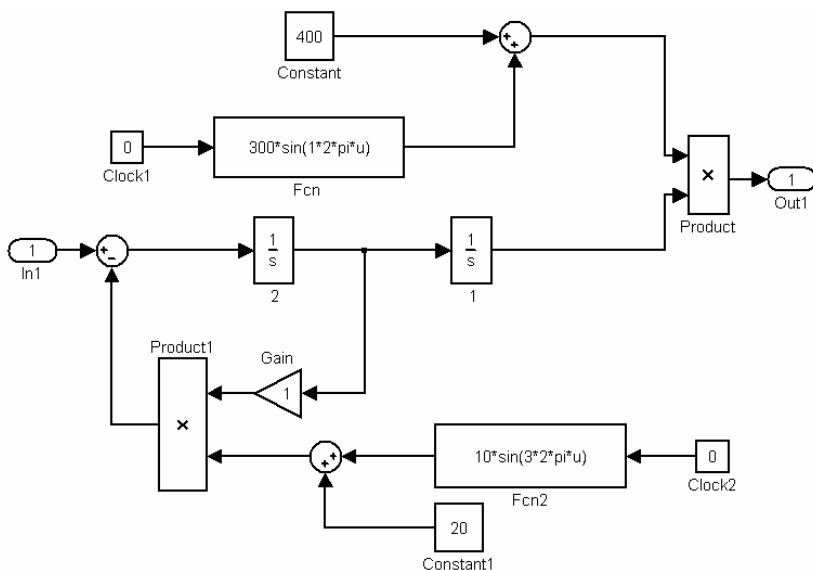 400
Constant
+
+
0
Clock1
300*sin(1*2*pi*u)
Fcn
×
Product
1
Out1
1
In1
+
−
1
s
2
1
s
1
Product1
×
Gain
1
+
+
10*sin(3*2*pi*u)
Fcn2
0
Clock2
20
Constant1